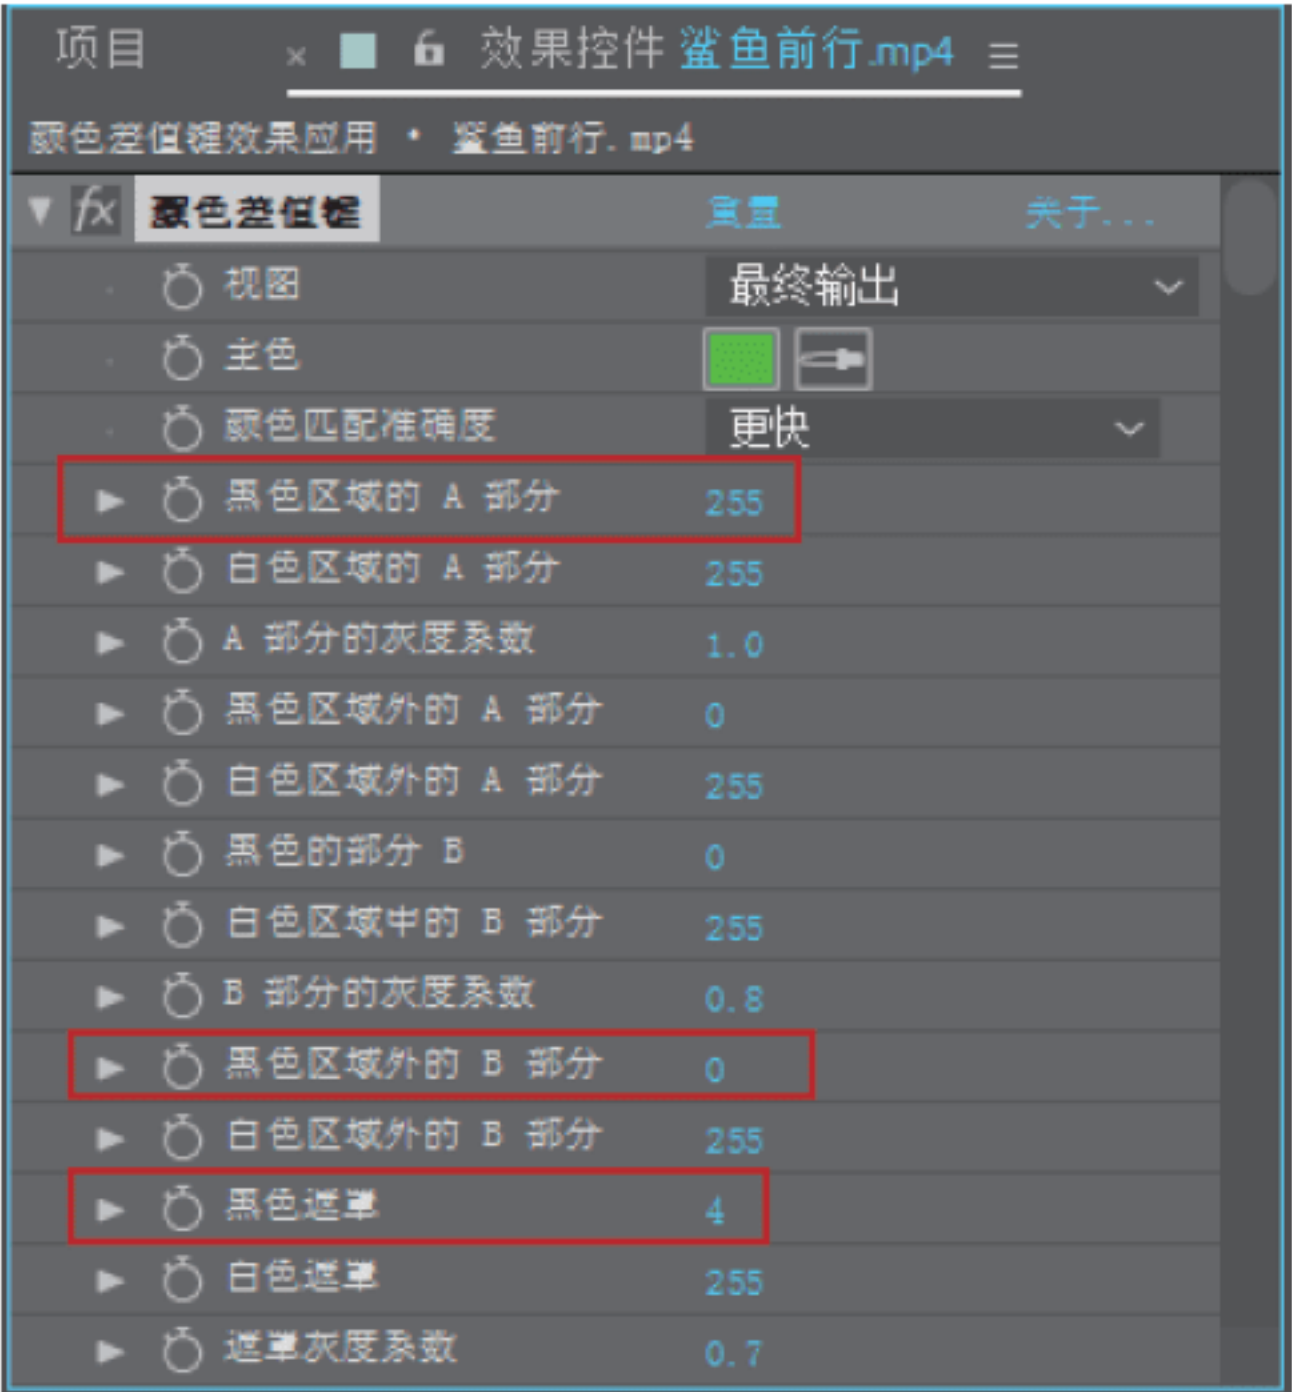 项目 × 效果控件 鲨鱼前行.mp4 ≡
颜色差值键效果应用 · 鲨鱼前行.mp4
fx 颜色差值键 重置 关于...
视图 最终输出
主色
颜色匹配准确度 更快
黑色区域的 A 部分 255
白色区域的 A 部分 255
A 部分的灰度系数 1.0
黑色区域外的 A 部分 0
白色区域外的 A 部分 255
黑色的部分 B 0
白色区域中的 B 部分 255
B 部分的灰度系数 0.8
黑色区域外的 B 部分 0
白色区域外的 B 部分 255
黑色遮罩 4
白色遮罩 255
遮罩灰度系数 0.7